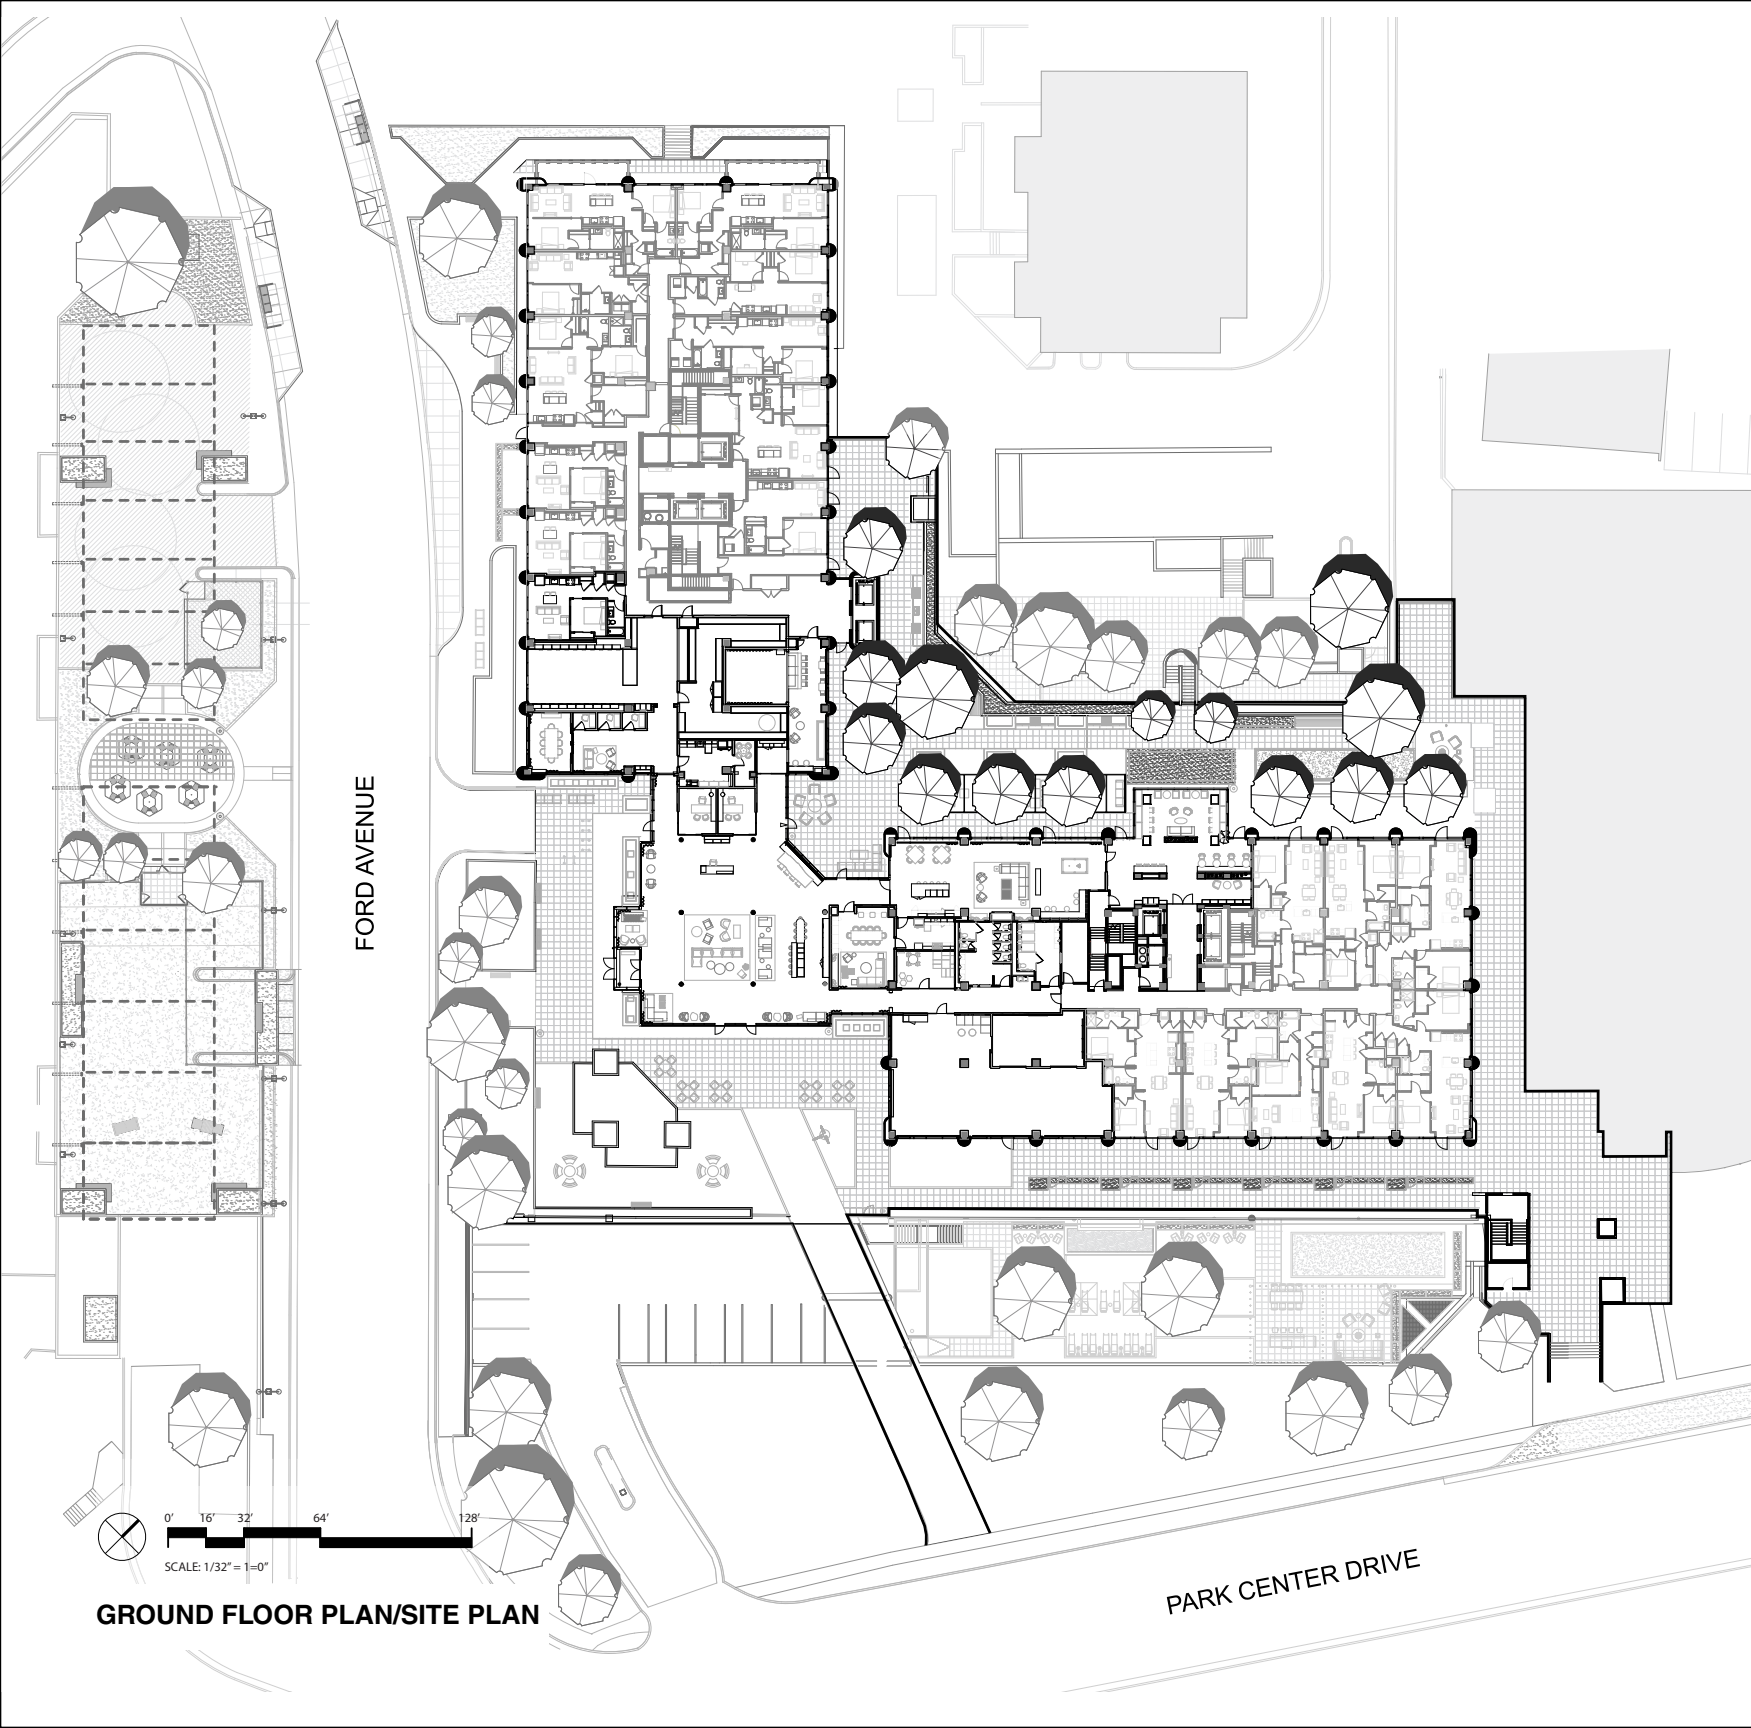 FORD AVENUE
0' 16' 32' 64' 128'
SCALE: 1/32" = 1=0"
PARK CENTER DRIVE
GROUND FLOOR PLAN/SITE PLAN